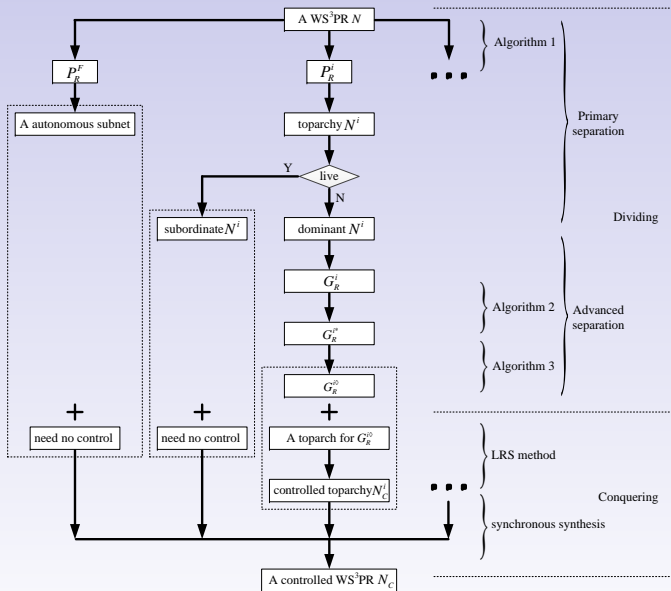 A WS³PR N
Algorithm 1
P_R^F
P_R^i
Primary
separation
A autonomous subnet
toparchy N^i
Y
live
N
subordinate N^i
dominant N^i
Dividing
G_R^i
Algorithm 2
Advanced
separation
G_R^{i*}
Algorithm 3
G_R^{i◊}
+
+
+
need no control
need no control
A toparch for G_R^{i◊}
LRS method
controlled toparchy N_C^i
Conquering
synchronous synthesis
A controlled WS³PR N_C